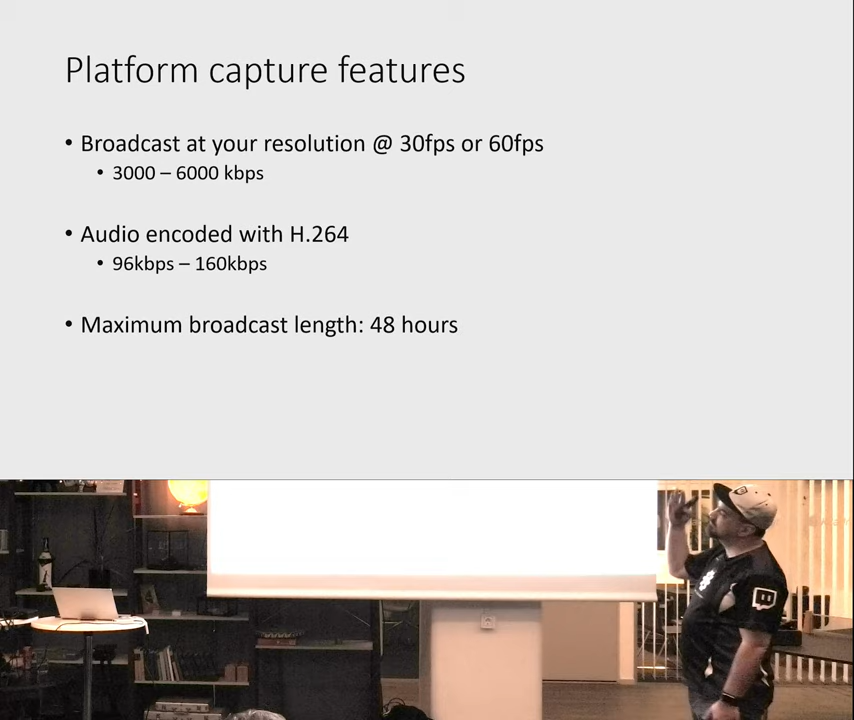 Platform capture features
• Broadcast at your resolution @ 30fps or 60fps
• 3000 – 6000 kbps
• Audio encoded with H.264
• 96kbps – 160kbps
• Maximum broadcast length: 48 hours